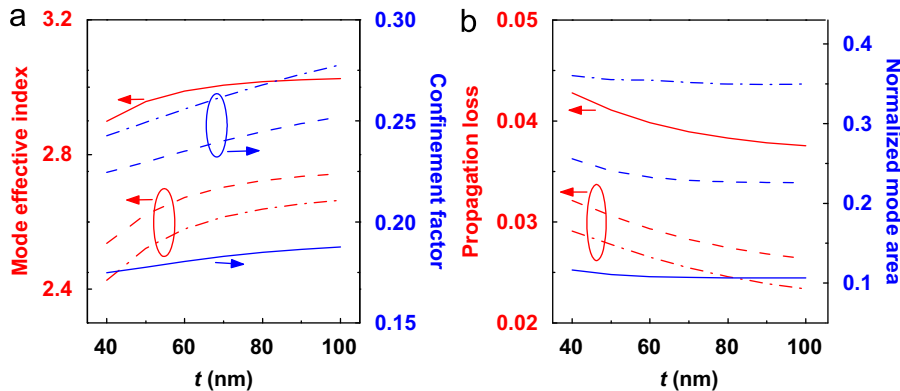 a
Mode effective index
3.2
2.8
2.4
40
60
80
100
t (nm)
0.30
0.25
0.20
0.15
Confinement factor
b
Propagation loss
0.05
0.04
0.03
0.02
40
60
80
100
t (nm)
0.4
0.3
0.2
0.1
Normalized mode area